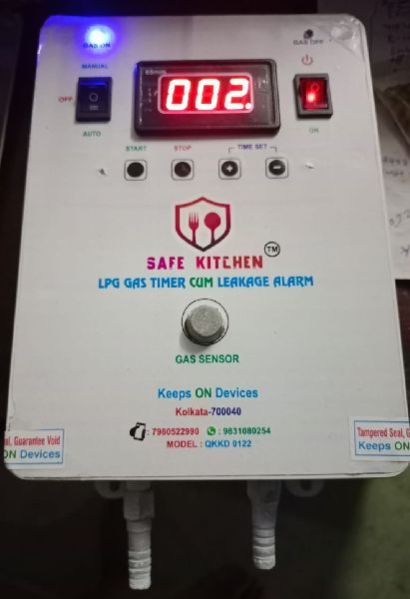 GAS ON
GAS OFF
MANUAL
OFF
AUTO
002.
ON
START
STOP
TIME SET
+
-
SAFE KITCHEN TM
LPG GAS TIMER CUM LEAKAGE ALARM
GAS SENSOR
Keeps ON Devices
Kolkata-700040
: 7980522990 : 9831080254
MODEL : QKKD 0122
al, Guarantee Void
ON Devices
Tampered Seal, G
Keeps ON